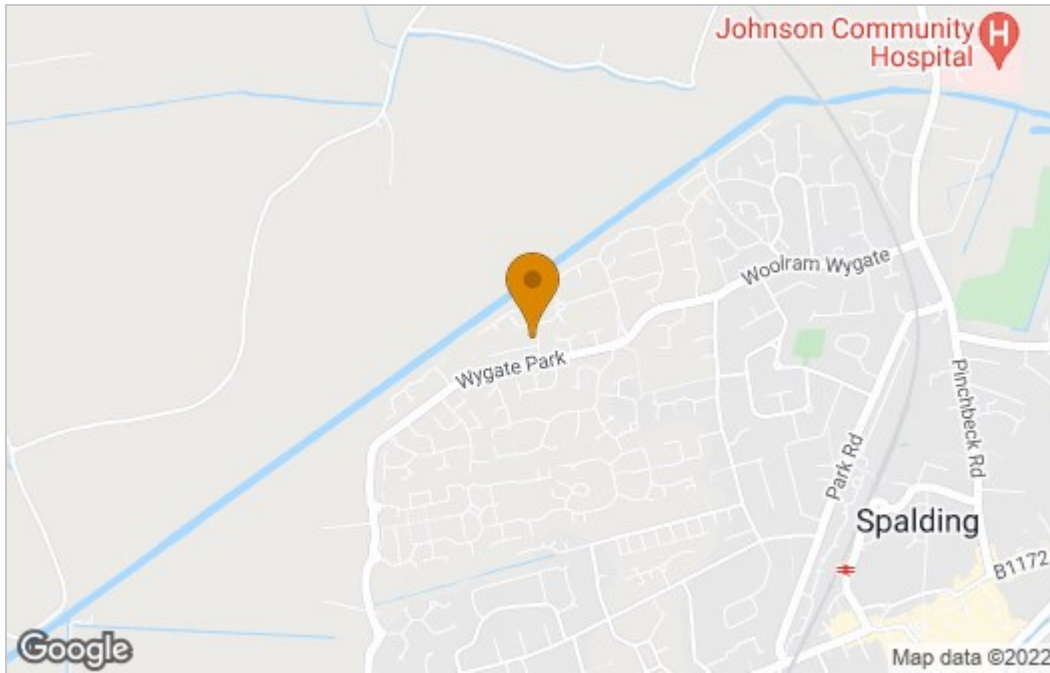 Johnson Community
Hospital
H
Woolram Wygate
Wygate Park
Park Rd
Pinchbeck Rd
Spalding
B1172
Google
Map data ©2022